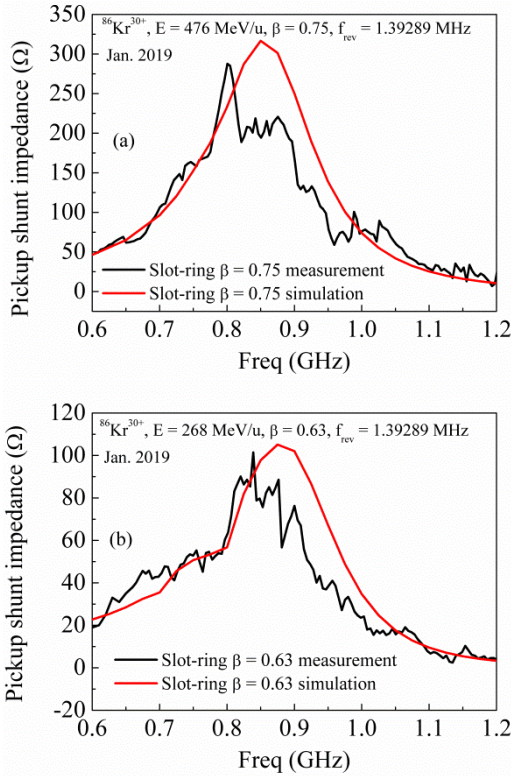 ⁸⁶Kr³⁰⁺, E = 476 MeV/u, β = 0.75, f_rev = 1.39289 MHz
Jan. 2019
(a)
Pickup shunt impedance (Ω)
350
300
250
200
150
100
50
0
Slot-ring β = 0.75 measurement
Slot-ring β = 0.75 simulation
0.6 0.7 0.8 0.9 1.0 1.1 1.2
Freq (GHz)
⁸⁶Kr³⁰⁺, E = 268 MeV/u, β = 0.63, f_rev = 1.39289 MHz
Jan. 2019
(b)
Pickup shunt impedance (Ω)
120
100
80
60
40
20
0
-20
Slot-ring β = 0.63 measurement
Slot-ring β = 0.63 simulation
0.6 0.7 0.8 0.9 1.0 1.1 1.2
Freq (GHz)